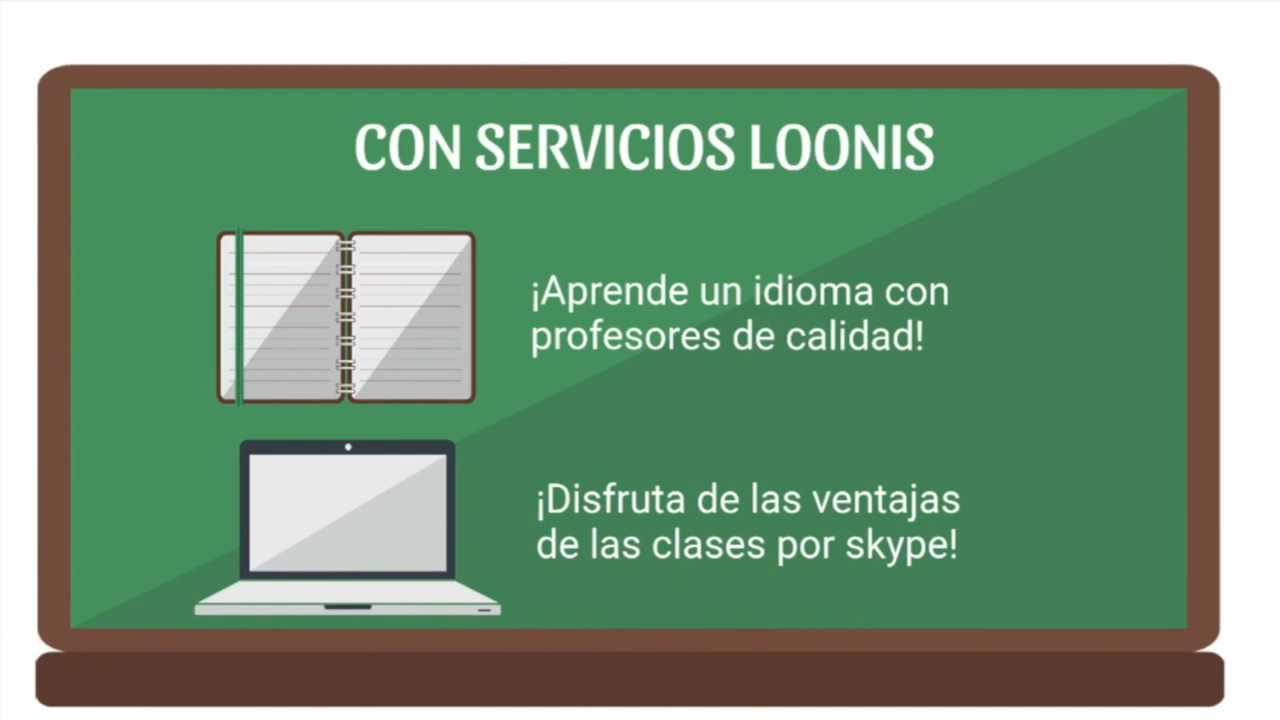 CON SERVICIOS LOONIS
¡Aprende un idioma con
profesores de calidad!
¡Disfruta de las ventajas
de las clases por skype!